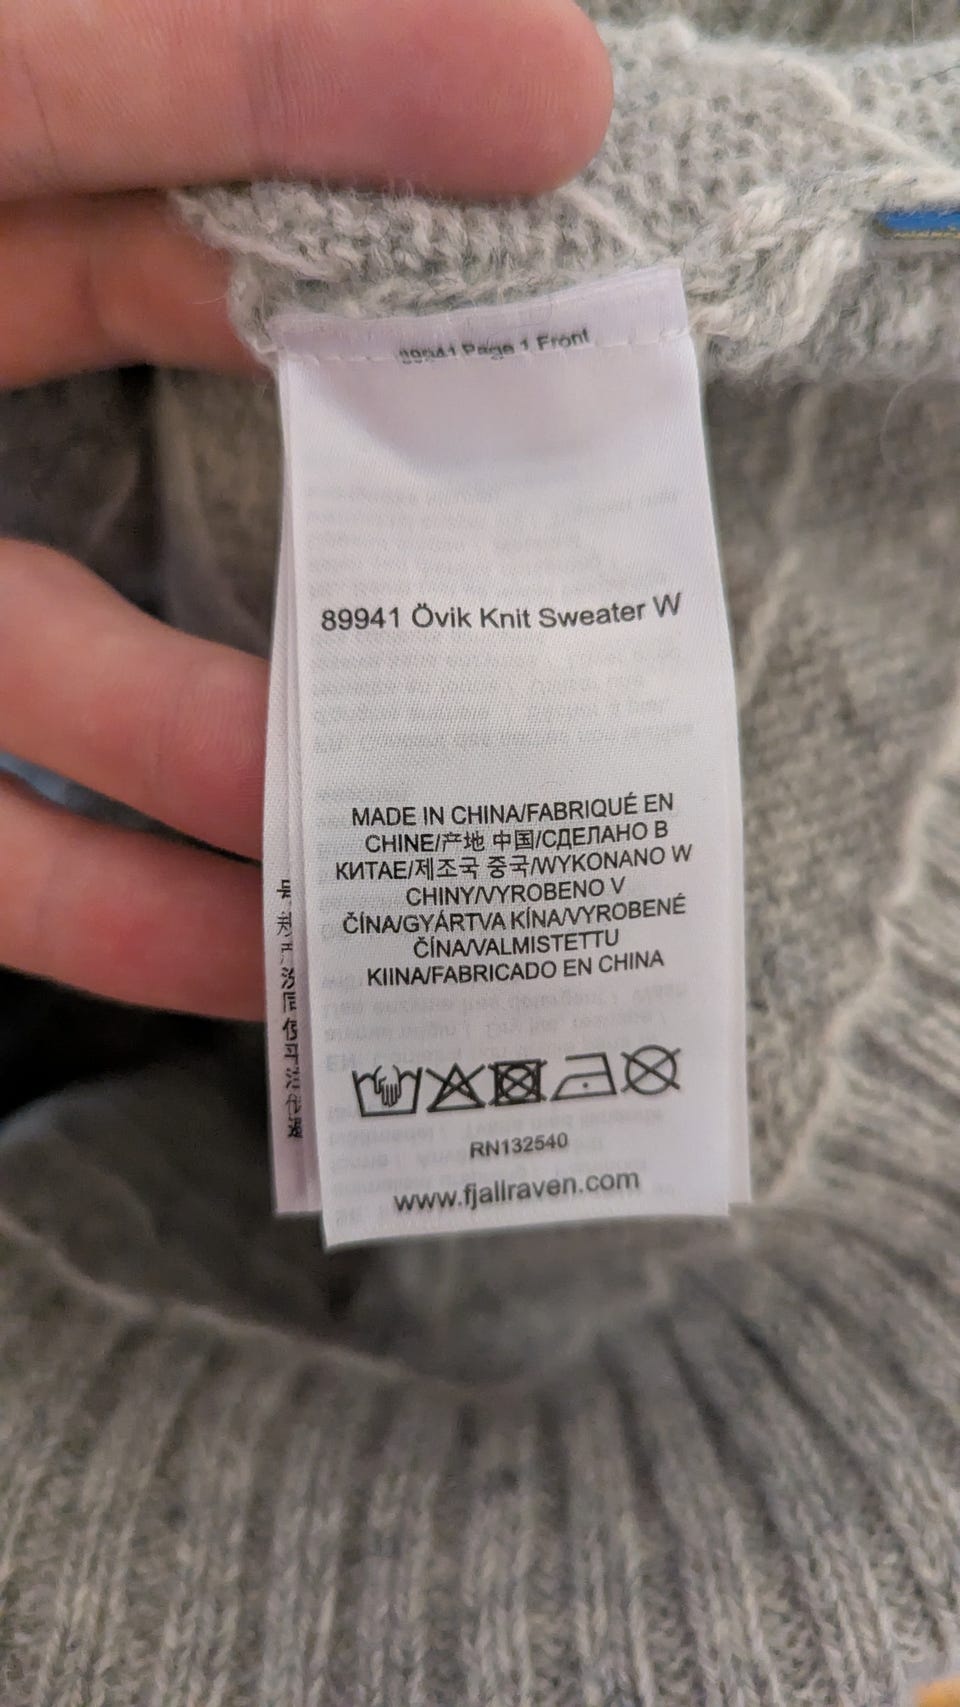 89941 Page 1 Front
89941 Övik Knit Sweater W
MADE IN CHINA/FABRIQUÉ EN
CHINE/产地 中国/СДЕЛАНО В
КИТАЕ/제조국 중국/WYKONANO W
CHINY/VYROBENO V
ČÍNA/GYÁRTVA KÍNA/VYROBENÉ
ČÍNA/VALMISTETTU
KIINA/FABRICADO EN CHINA
RN132540
www.fjallraven.com